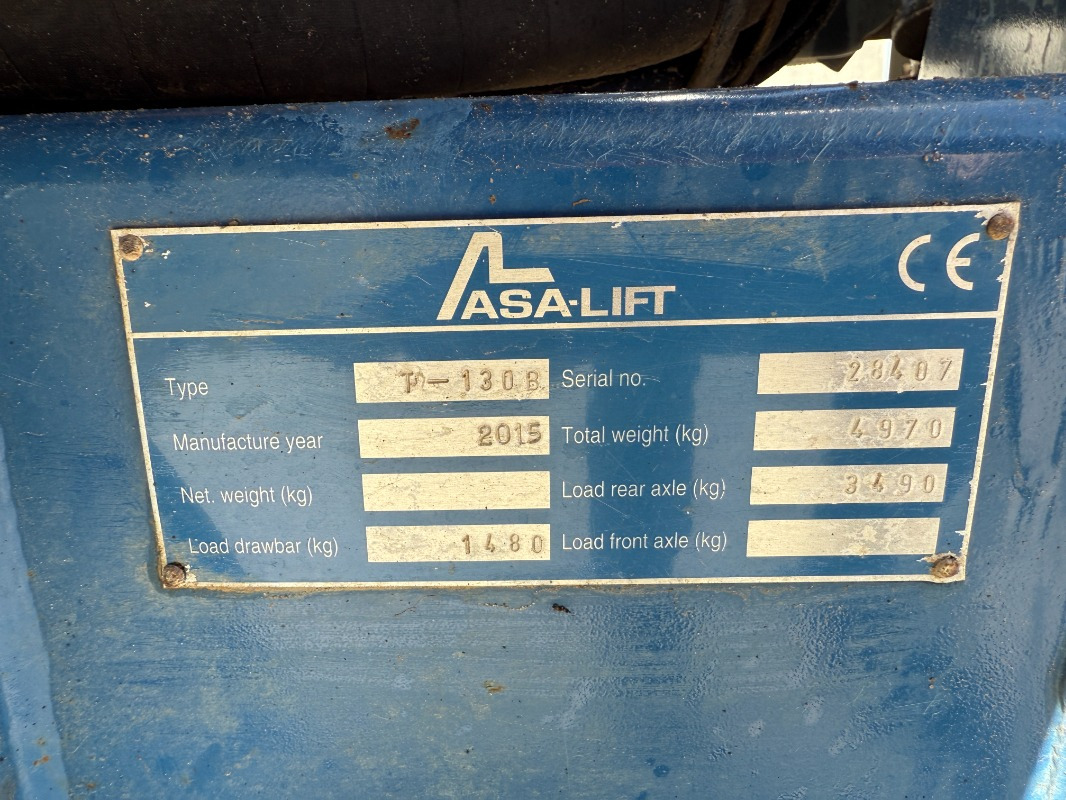 ASA-LIFT
CE
Type T-130B Serial no. 28407
Manufacture year 2015 Total weight (kg) 4970
Net. weight (kg) Load rear axle (kg) 3490
Load drawbar (kg) 1480 Load front axle (kg)